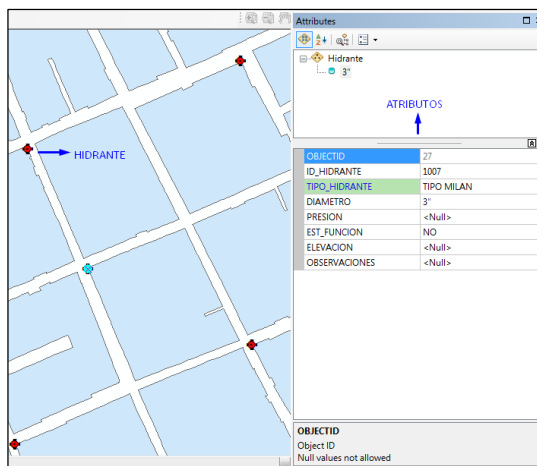 Attributes
Hidrante
3"
ATRIBUTOS
HIDRANTE
OBJECTID 27
ID_HIDRANTE 1007
TIPO_HIDRANTE TIPO MILAN
DIAMETRO 3"
PRESION <Null>
EST_FUNCION NO
ELEVACION <Null>
OBSERVACIONES <Null>
OBJECTID
Object ID
Null values not allowed